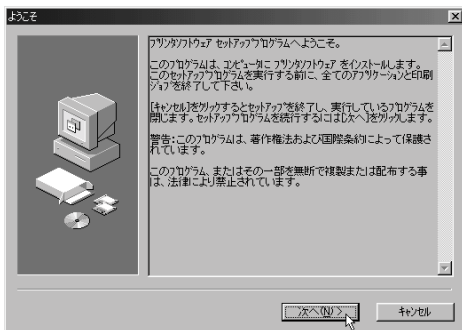 ようこそ
プリンタソフトウェア セットアッププログラムへようこそ。
このプログラムは、コンピュータに プリンタソフトウェア をインストールします。
このセットアッププログラムを実行する前に、全てのアプリケーションと印刷
ジョブを終了して下さい。
[キャンセル]をクリックするとセットアップを終了し、実行しているプログラムを
閉じます。セットアッププログラムを続行するには[次へ]をクリックします。
警告:このプログラムは、著作権法および国際条約によって保護さ
れています。
このプログラム、またはその一部を無断で複製または配布する事
は、法律により禁止されています。
次へ(N) >
キャンセル